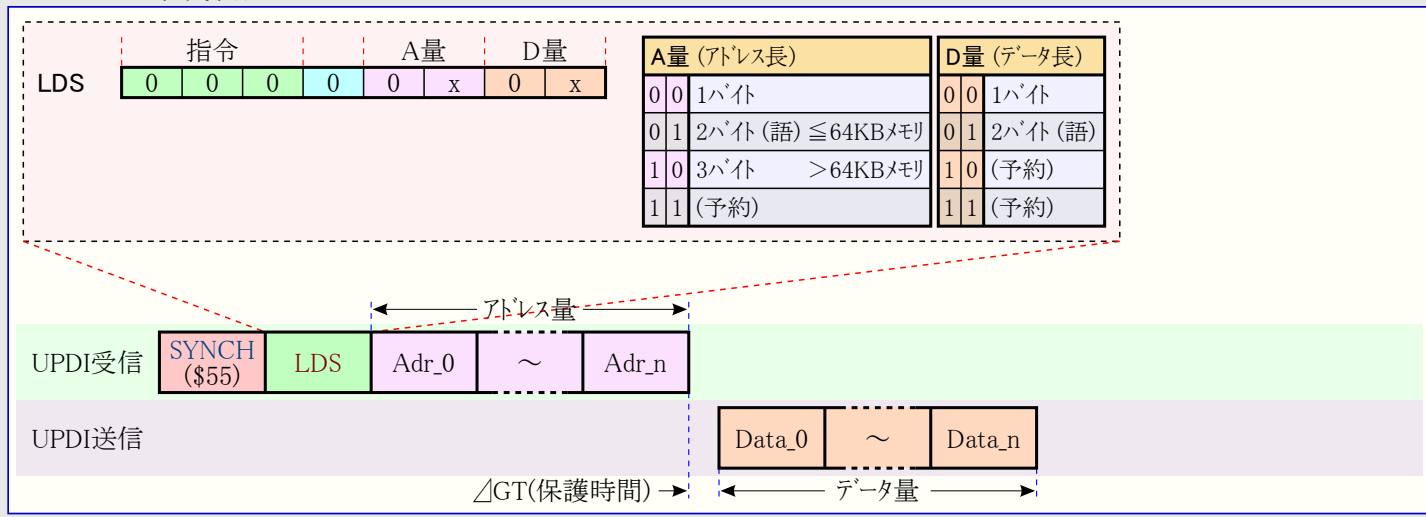 指令 A量 D量
LDS 0 0 0 0 0 x 0 x
A量 (アドレス長)
0 0 1バイト
0 1 2バイト (語) ≦64KBメモリ
1 0 3バイト >64KBメモリ
1 1 (予約)
D量 (データ長)
0 0 1バイト
0 1 2バイト (語)
1 0 (予約)
1 1 (予約)
アドレス量
UPDI受信 SYNCH ($55) LDS Adr_0 ~ Adr_n
UPDI送信 Data_0 ~ Data_n
⊿GT(保護時間) データ量